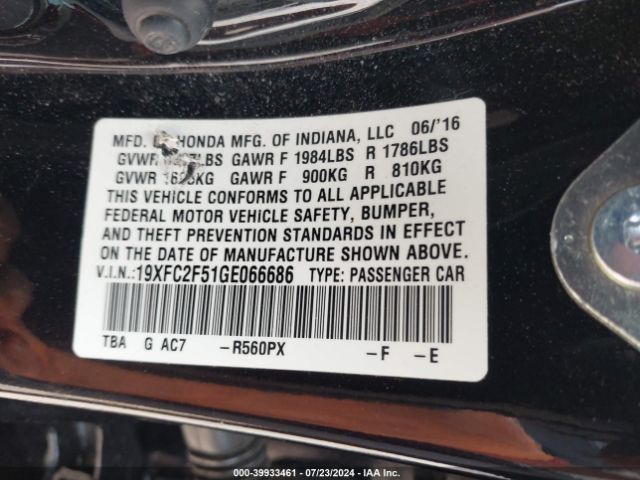 MFD. HONDA MFG. OF INDIANA, LLC 06/'16
GVWR GAWR F 1984LBS R 1786LBS
GVWR GAWR F 900KG R 810KG
THIS VEHICLE CONFORMS TO ALL APPLICABLE
FEDERAL MOTOR VEHICLE SAFETY, BUMPER,
AND THEFT PREVENTION STANDARDS IN EFFECT
ON THE DATE OF MANUFACTURE SHOWN ABOVE.
V.I.N.:19XFC2F51GE066686 TYPE: PASSENGER CAR
TBA G AC7 –R560PX –F –E
000-39933461 | 07/23/2024 | IAA Inc.